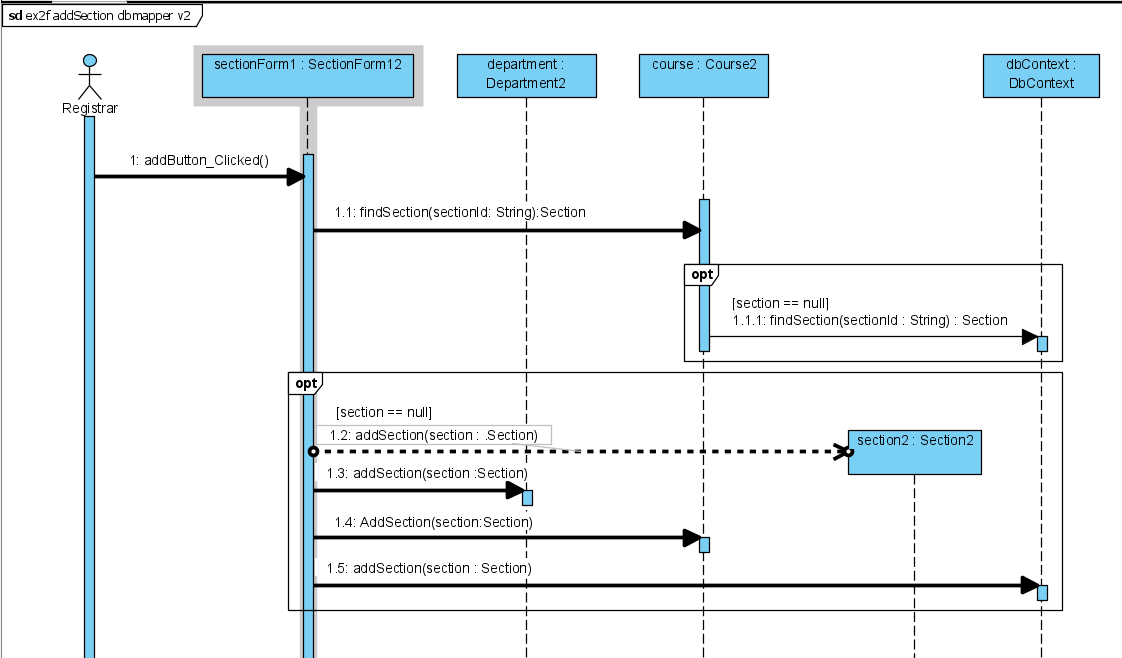 sd ex2f addSection dbmapper v2
Registrar
sectionForm1 : SectionForm12
department :
Department2
course : Course2
dbContext :
DbContext
1: addButton_Clicked()
1.1: findSection(sectionId: String):Section
opt
[section == null]
1.1.1: findSection(sectionId : String) : Section
opt
[section == null]
1.2: addSection(section : .Section)
section2 : Section2
1.3: addSection(section :Section)
1.4: AddSection(section:Section)
1.5: addSection(section : Section)